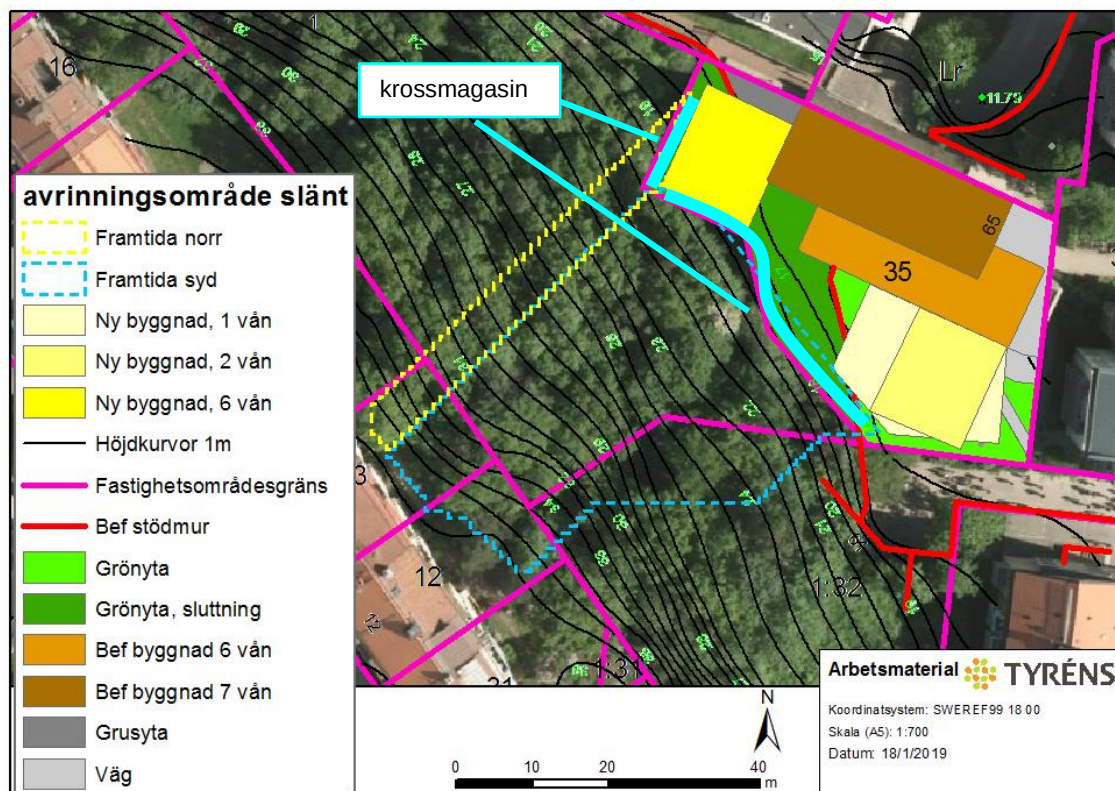 krossmagasin
avrinningsområde slänt
Framtida norr
Framtida syd
Ny byggnad, 1 vån
Ny byggnad, 2 vån
Ny byggnad, 6 vån
Höjdkurvor 1m
Fastighetsområdesgräns
Bef stödmur
Grönyta
Grönyta, sluttning
Bef byggnad 6 vån
Bef byggnad 7 vån
Grusyta
Väg
16
1
Lr
11.79
65
35
12
1:32
1:31
N
0 10 20 40
m
Arbetsmaterial TYRÉNS
Koordinatsystem: SWEREF99 18 00
Skala (A5): 1:700
Datum: 18/1/2019